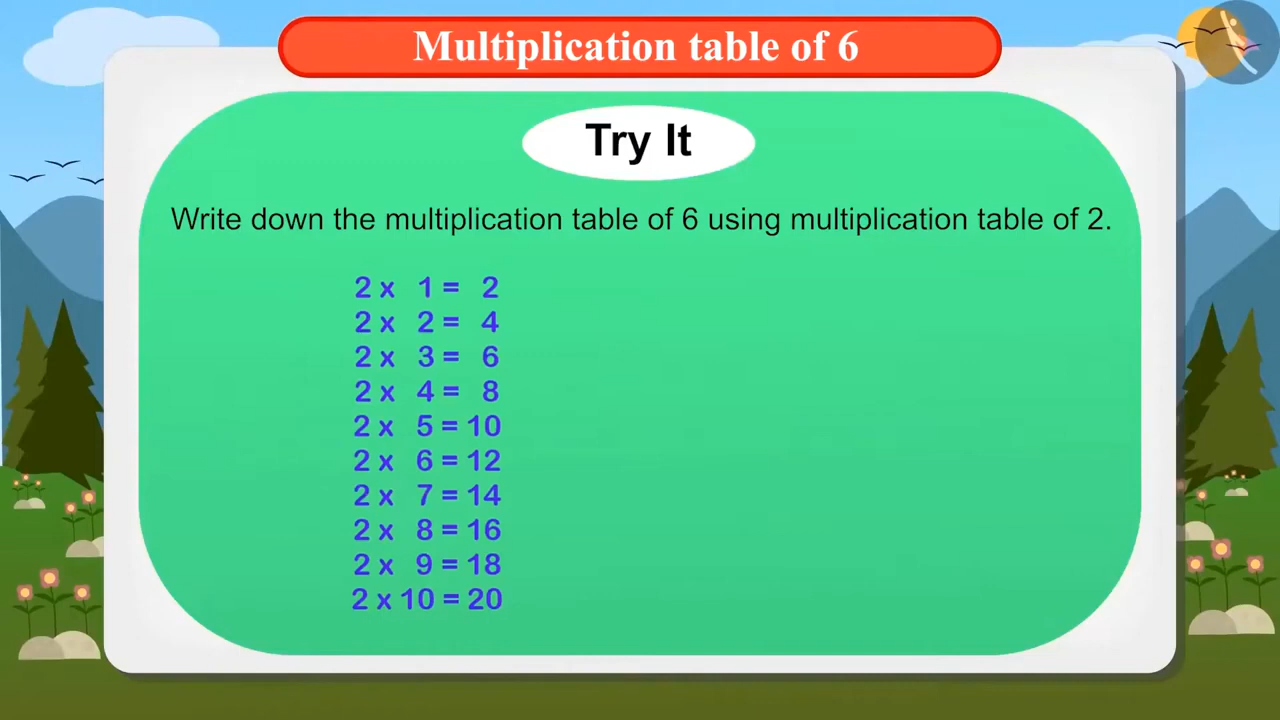 Multiplication table of 6
Try It
Write down the multiplication table of 6 using multiplication table of 2.
2 x 1 = 2
2 x 2 = 4
2 x 3 = 6
2 x 4 = 8
2 x 5 = 10
2 x 6 = 12
2 x 7 = 14
2 x 8 = 16
2 x 9 = 18
2 x 10 = 20